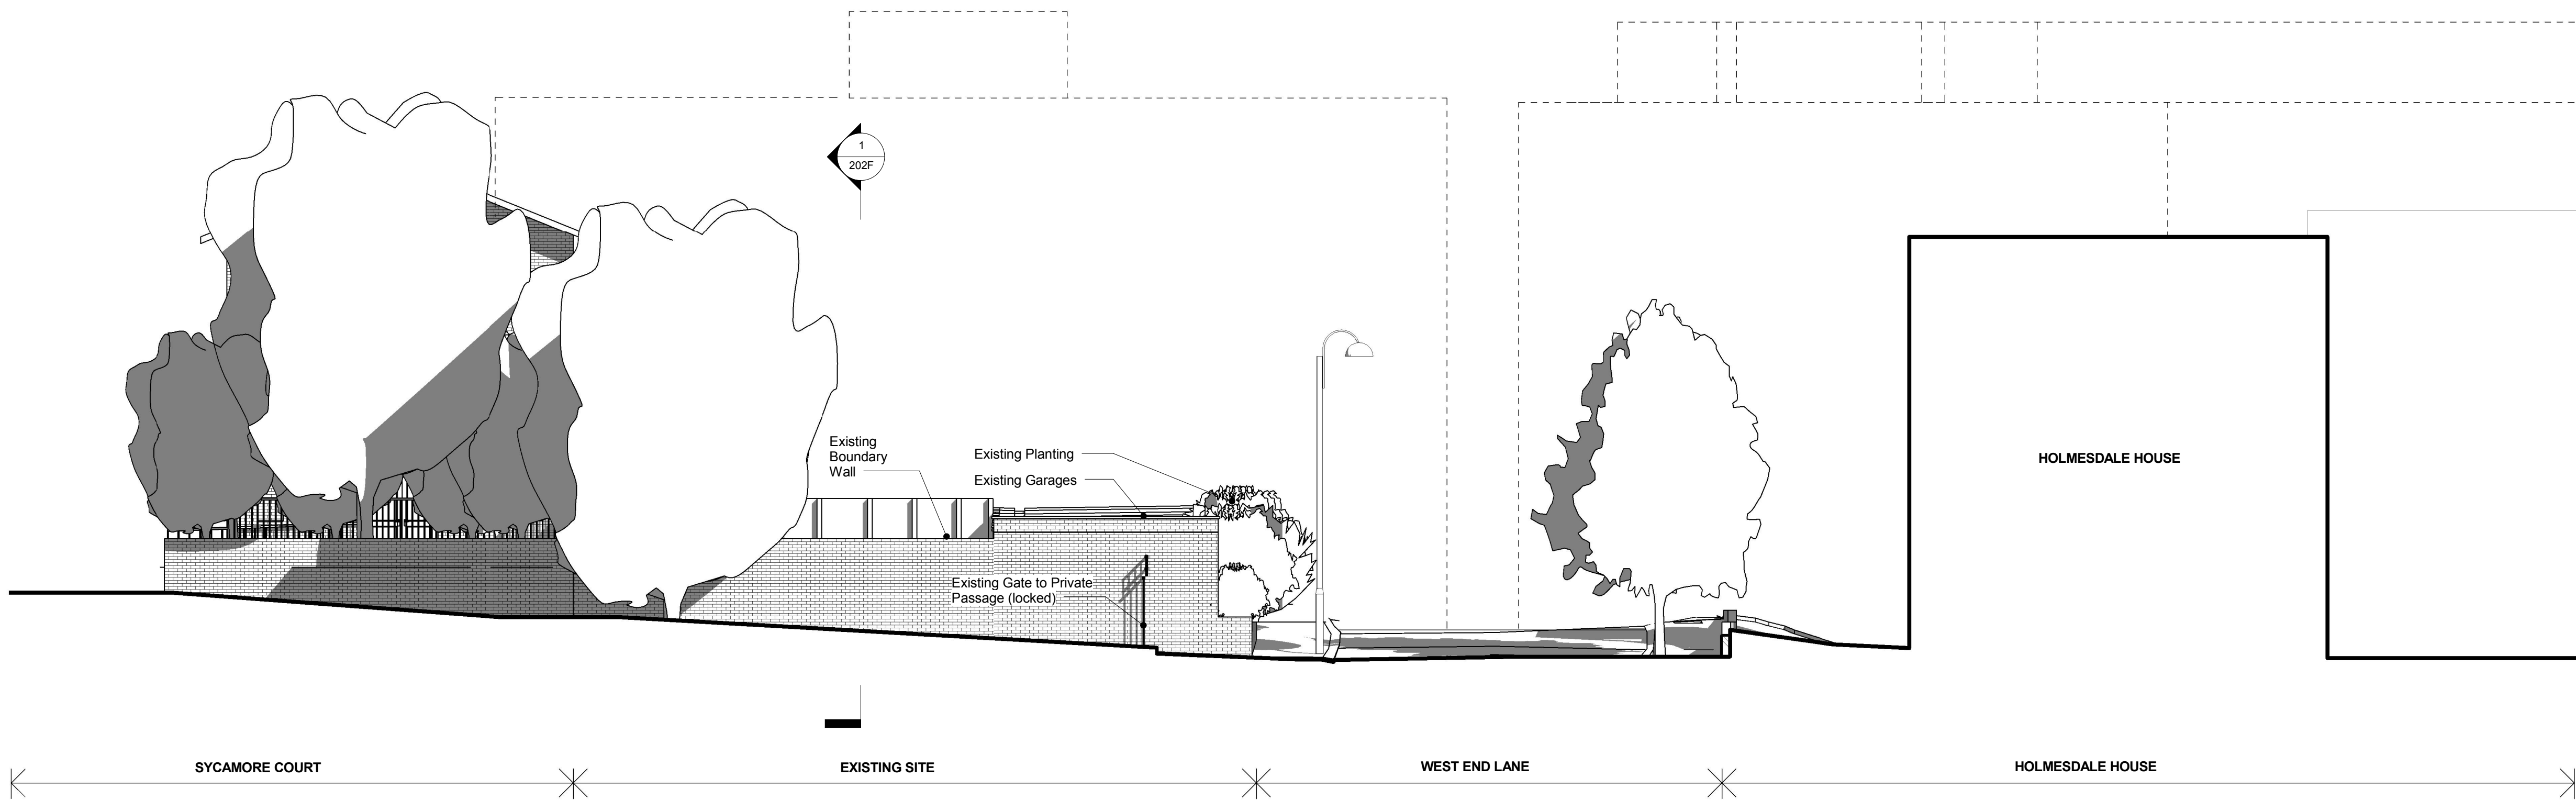 1
202F
Existing
Boundary
Wall
Existing Planting
Existing Garages
Existing Gate to Private
Passage (locked)
HOLMESDALE HOUSE
SYCAMORE COURT
EXISTING SITE
WEST END LANE
HOLMESDALE HOUSE